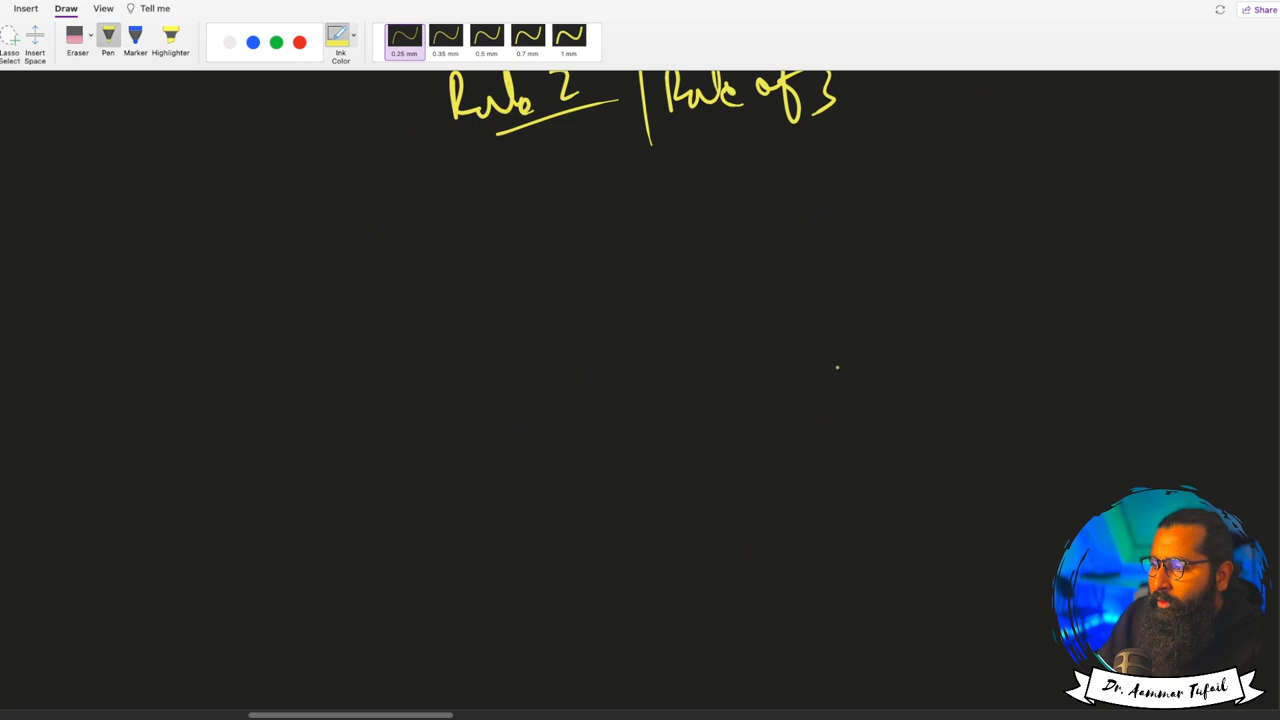 Insert Draw View Tell me
Share
Lasso Select
Insert Space
Eraser
Pen
Marker
Highlighter
Ink Color
0.25 mm
0.35 mm
0.5 mm
0.7 mm
1 mm
Rule 2 | Rule of 3
Dr. Aammar Tufail